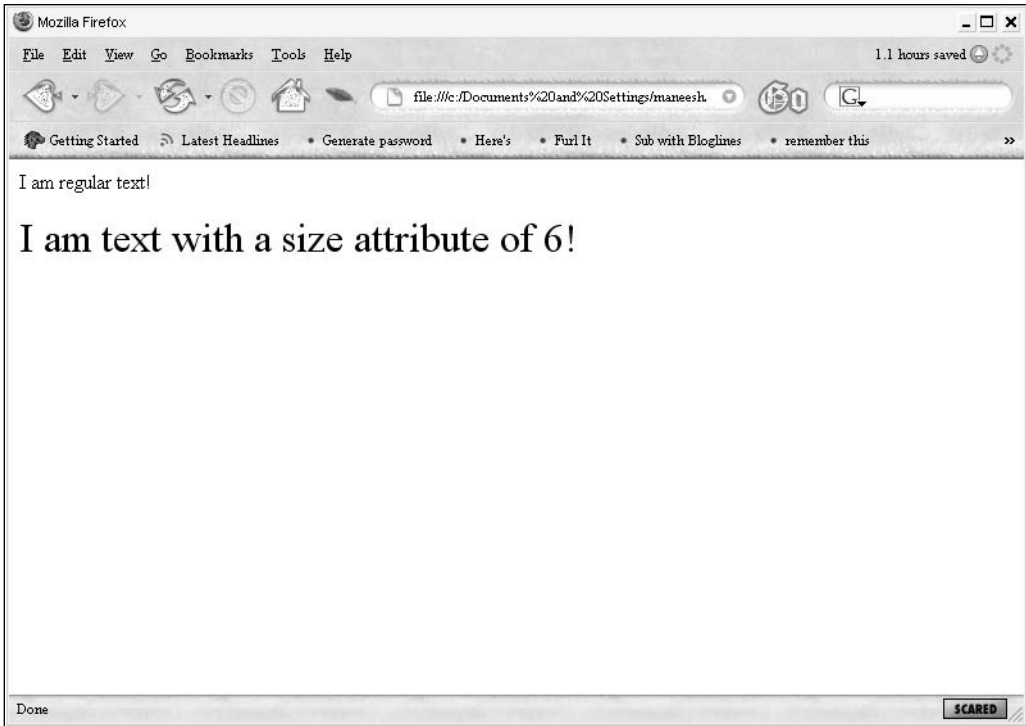 Mozilla Firefox
File Edit View Go Bookmarks Tools Help 1.1 hours saved
file:///c:/Documents%20and%20Settings/maneesh. Go G
Getting Started Latest Headlines Generate password Here's Furl It Sub with Bloglines remember this »
I am regular text!
I am text with a size attribute of 6!
Done SCARED